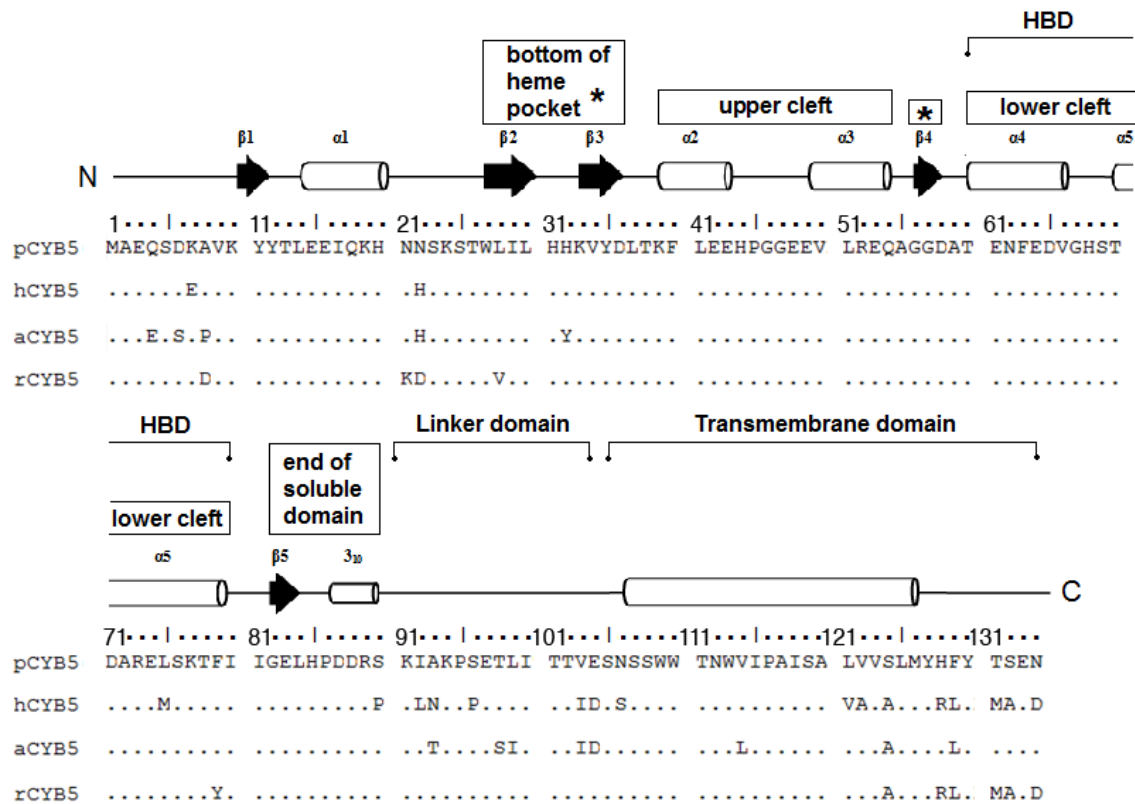 HBD
bottom of
heme
pocket *
upper cleft
*
lower cleft
β1 α1 β2 β3 α2 α3 β4 α4 α5
N
1····|···· 11···|···· 21···|···· 31···|···· 41···|···· 51···|···· 61···|····
pCYB5 MAEQSDKAVK YYTLEEIQKH NNSKSTWLIL HHKVYDLTKF LEEHPGGEEV LREQAGGDAT ENFEDVGHST
hCYB5 ......E... .......... .H........ .......... .......... .......... ..........
aCYB5 ...E.S.P.. .......... .H........ .Y........ .......... .......... ..........
rCYB5 .......D.. .......... KD.....V.. .......... .......... .......... ..........
HBD Linker domain Transmembrane domain
end of
soluble
domain
lower cleft
α5 β5 3₁₀
C
71···|···· 81···|···· 91···|···· 101··|···· 111··|···· 121··|···· 131··
pCYB5 DARELSKTFI IGELHPDDRS KIAKPSETLI TTVESNSSWW TNWVIPAISA LVVSLMYHFY TSEN
hCYB5 ....M..... .........P .LN..P.... ..ID.S.... .......... VA.A...RL. MA.D
aCYB5 .......... .......... ..T....SI. ..ID...... ....L..... ...A....L. ....
rCYB5 ........Y. .......... .......... .......... .......... ...A...RL. MA.D